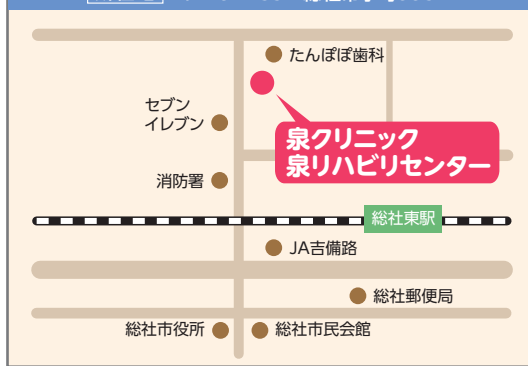 たんぽぽ歯科
セブン
イレブン
泉クリニック
泉リハビリセンター
消防署
総社東駅
JA吉備路
総社郵便局
総社市役所
総社市民会館